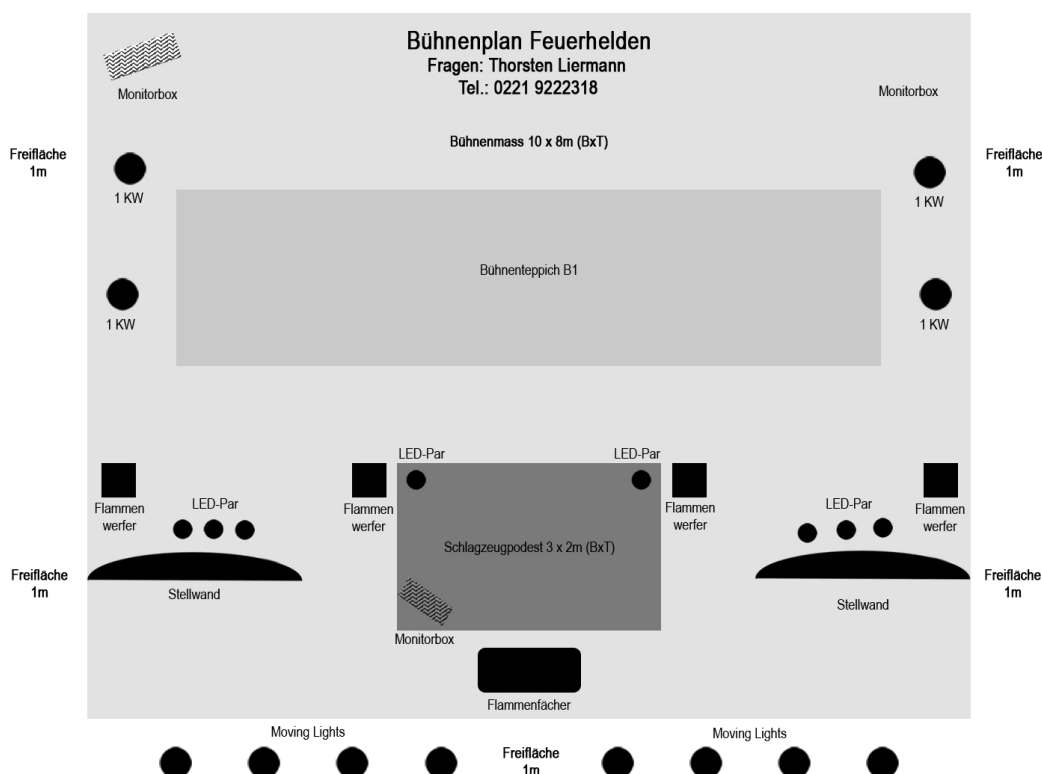 Bühnenplan Feuerhelden
Fragen: Thorsten Liermann
Tel.: 0221 9222318
Monitorbox
Monitorbox
Bühnenmass 10 x 8m (BxT)
Freifläche
1m
Freifläche
1m
1 KW
1 KW
Bühnenteppich B1
1 KW
1 KW
LED-Par
LED-Par
Flammen
werfer
LED-Par
Flammen
werfer
Flammen
werfer
LED-Par
Flammen
werfer
Schlagzeugpodest 3 x 2m (BxT)
Freifläche
1m
Stellwand
Freifläche
1m
Stellwand
Monitorbox
Flammenfächer
Moving Lights
Freifläche
1m
Moving Lights